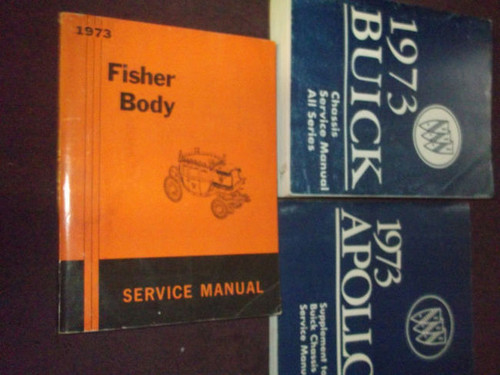 1973
Fisher
Body
SERVICE MANUAL
1973
BUICK
Chassis
Service Manual
All Series
1973
APOLLO
Supplement to
Buick Chassis
Service Manual